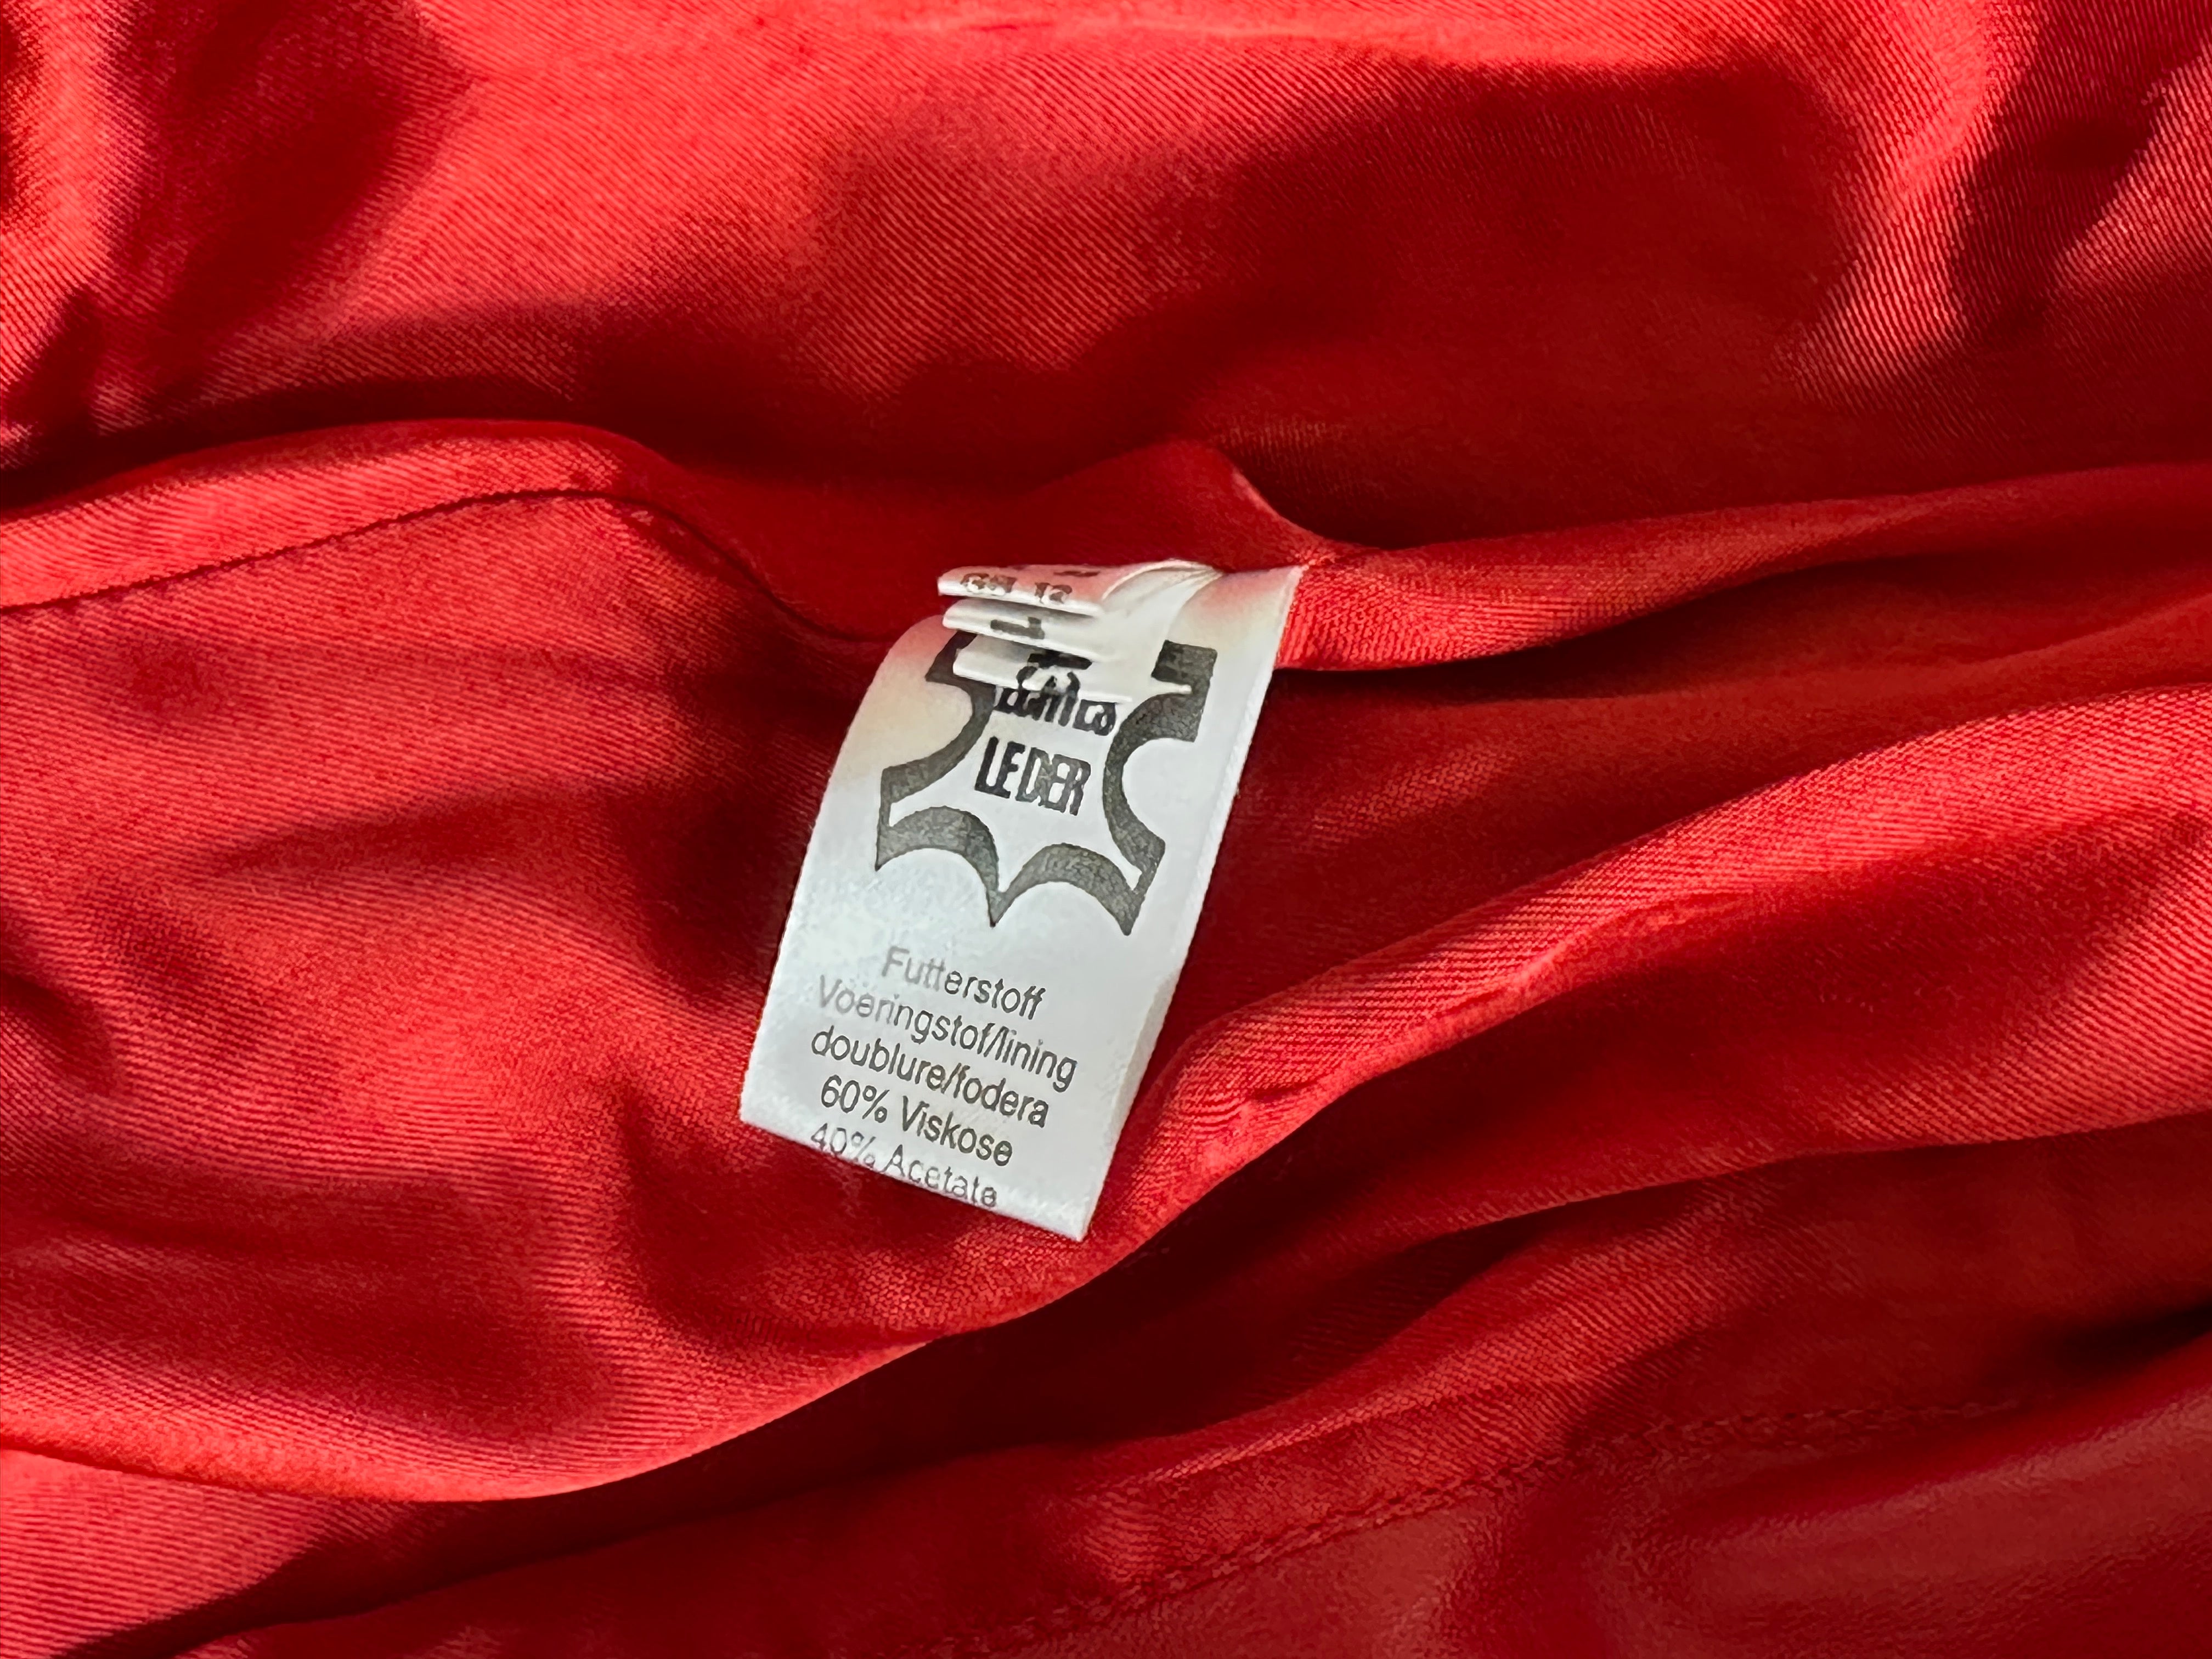 LEDER
Futterstoff
Voeringstof/lining
doublure/fodera
60% Viskose
40% Acetate